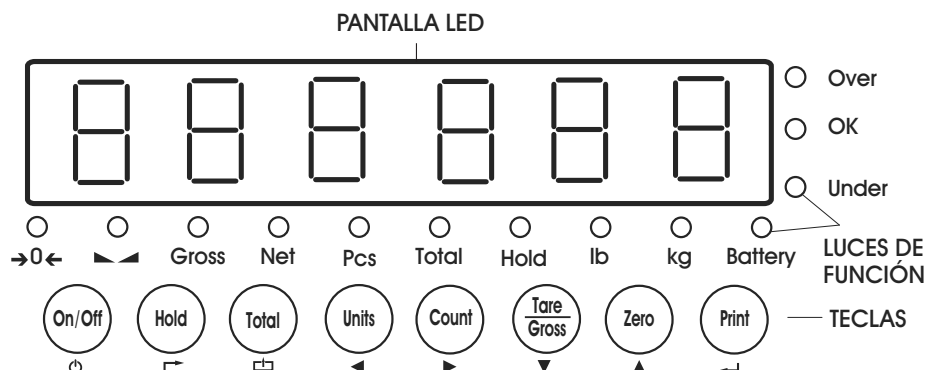 PANTALLA LED
Over
OK
Under
→0← Gross Net Pcs Total Hold lb kg Battery
LUCES DE
FUNCIÓN
On/Off Hold Total Units Count Tare
Gross Zero Print
TECLAS